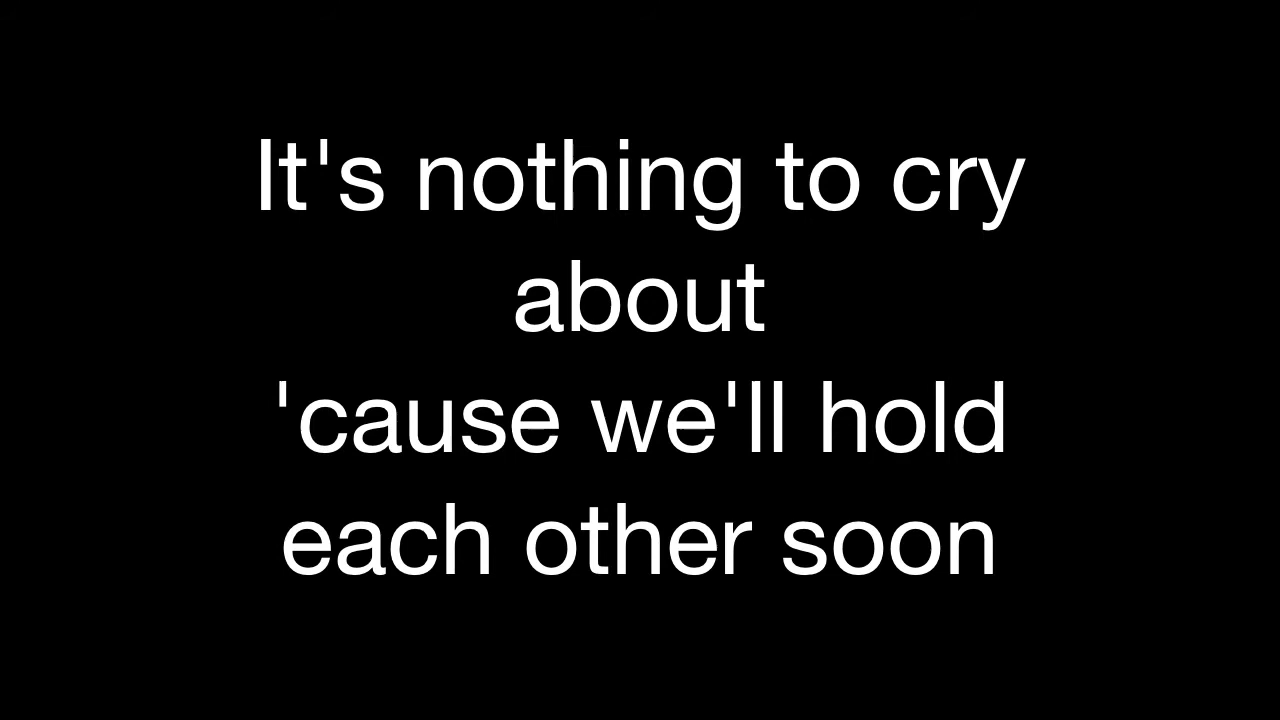 It's nothing to cry
about
'cause we'll hold
each other soon